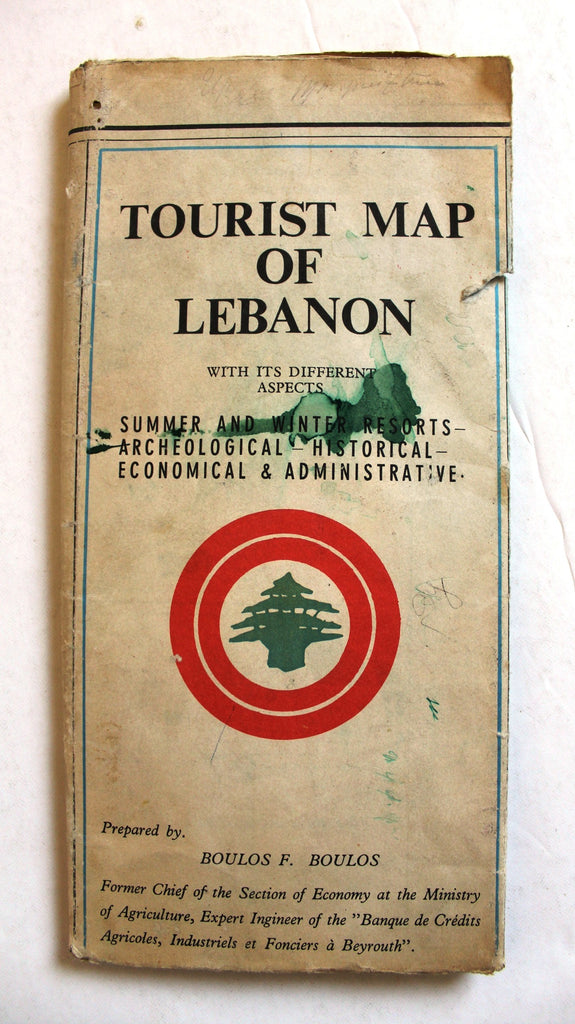 TOURIST MAP
OF
LEBANON
WITH ITS DIFFERENT
ASPECTS
SUMMER AND WINTER RESORTS—
ARCHEOLOGICAL — HISTORICAL—
ECONOMICAL & ADMINISTRATIVE.
Prepared by.
BOULOS F. BOULOS
Former Chief of the Section of Economy at the Ministry
of Agriculture, Expert Ingineer of the "Banque de Crédits
Agricoles, Industriels et Fonciers à Beyrouth".